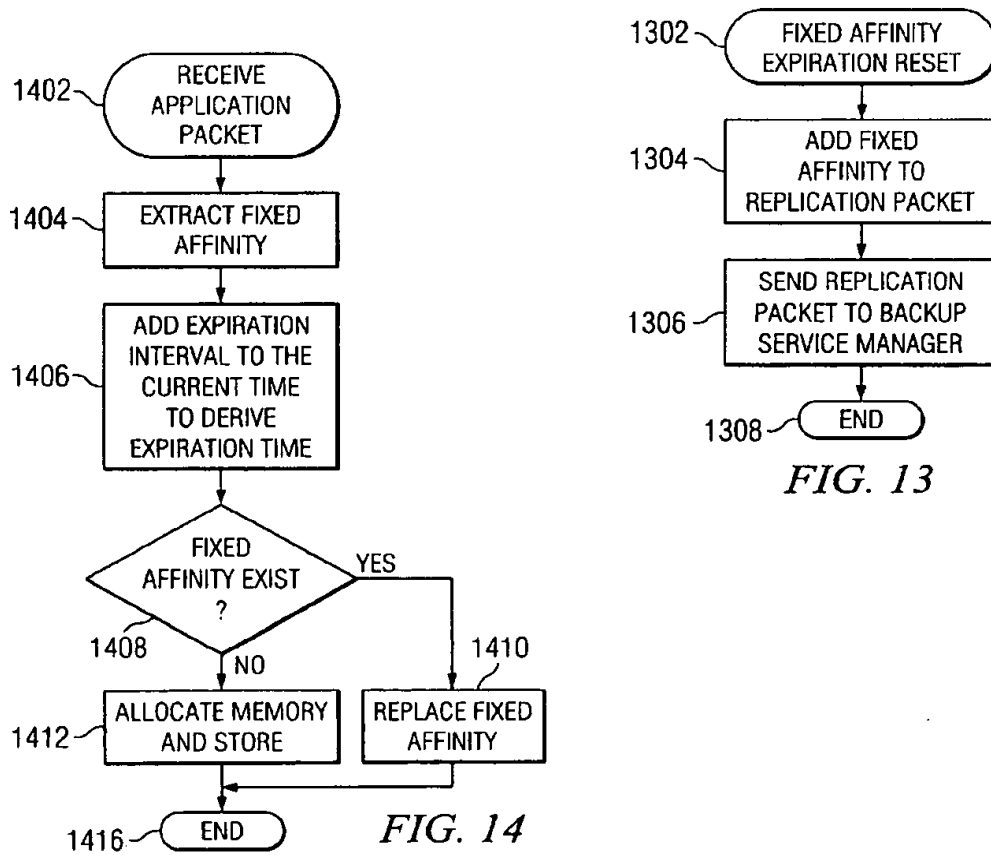 1402
RECEIVE
APPLICATION
PACKET
1404
EXTRACT FIXED
AFFINITY
1406
ADD EXPIRATION
INTERVAL TO THE
CURRENT TIME
TO DERIVE
EXPIRATION TIME
FIXED
AFFINITY EXIST
?
1408
YES
NO
1410
1412
ALLOCATE MEMORY
AND STORE
REPLACE FIXED
AFFINITY
1416
END
FIG. 14
1302
FIXED AFFINITY
EXPIRATION RESET
1304
ADD FIXED
AFFINITY TO
REPLICATION PACKET
1306
SEND REPLICATION
PACKET TO BACKUP
SERVICE MANAGER
1308
END
FIG. 13